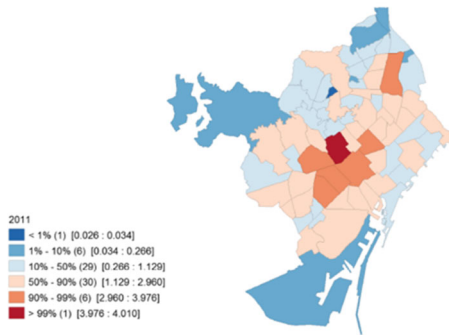 2011
< 1% (1) [0.026 : 0.034]
1% - 10% (6) [0.034 : 0.266]
10% - 50% (29) [0.266 : 1.129]
50% - 90% (30) [1.129 : 2.960]
90% - 99% (6) [2.960 : 3.976]
> 99% (1) [3.976 : 4.010]